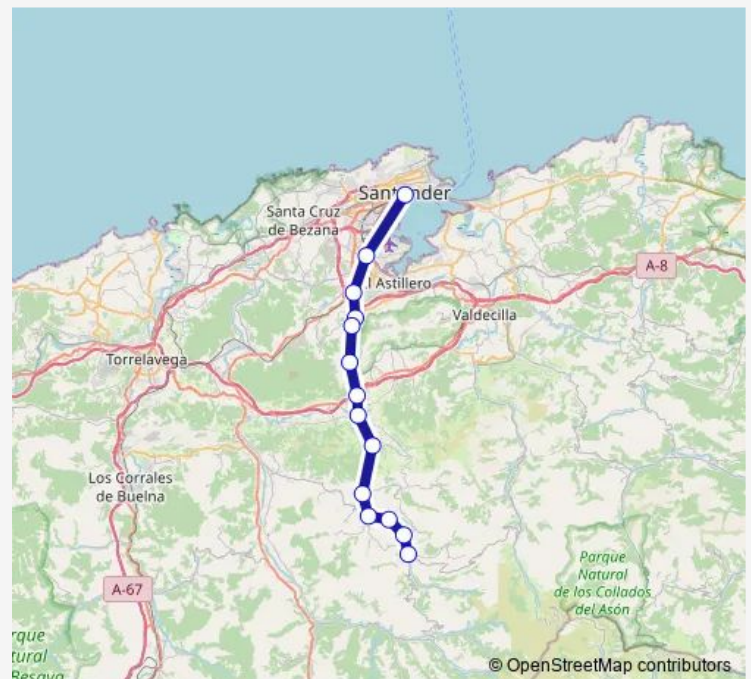 Santander
Santa Cruz
de Bezana
El Astillero
A-8
Valdecilla
Torrelavega
Los Corrales
de Buelna
A-67
Parque
Natural
de los Collados
del Asón
rque
tural
Besaya
© OpenStreetMap contributors